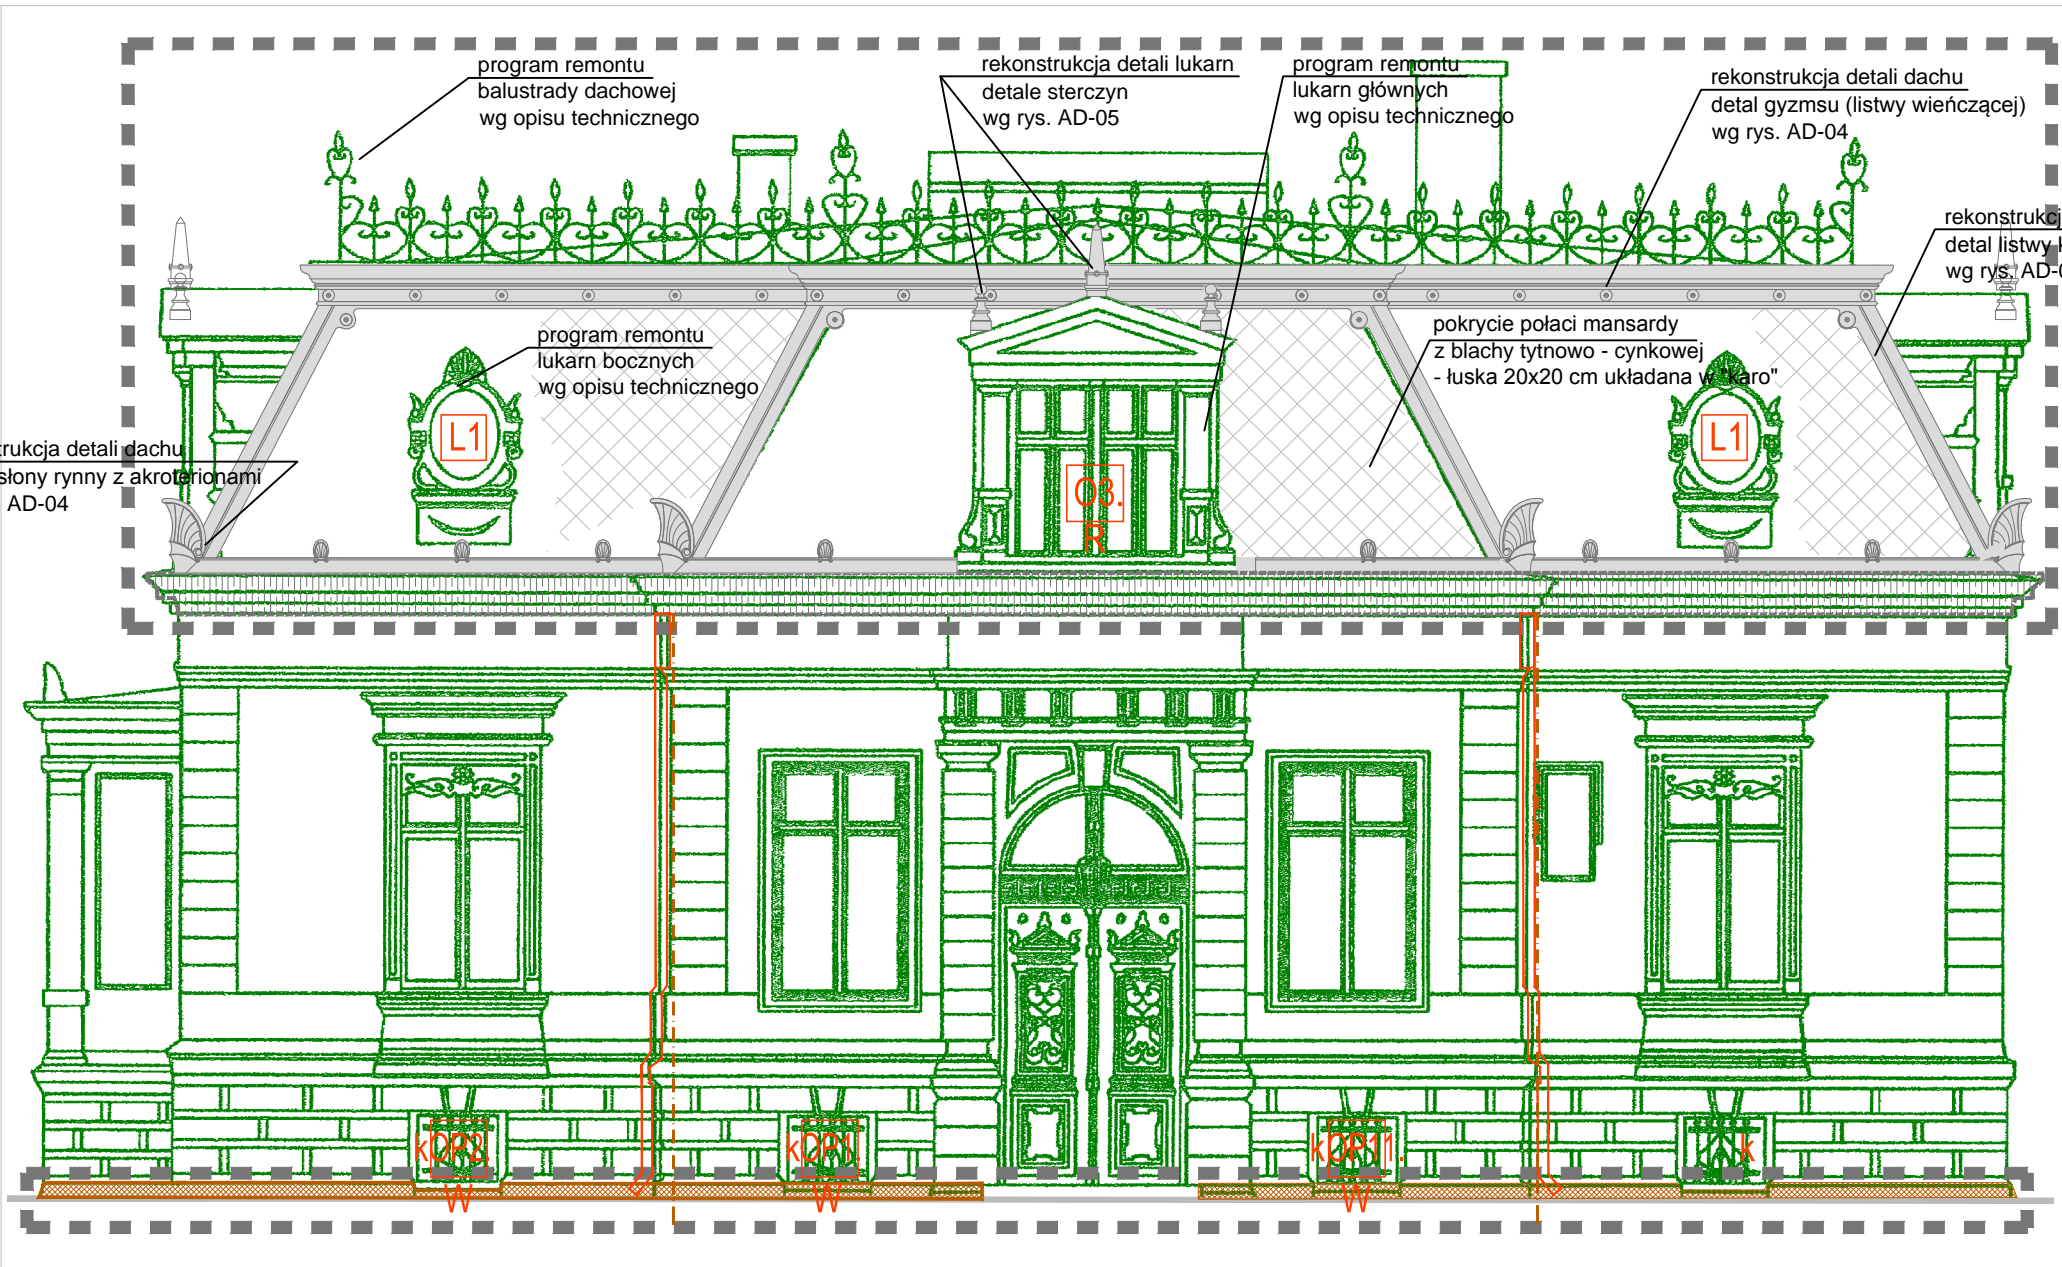 program remontu
balustrady dachowej
wg opisu technicznego
rekonstrukcja detali lukarn
detale sterczyn
wg rys. AD-05
program remontu
lukarn głównych
wg opisu technicznego
rekonstrukcja detali dachu
detal gyzmsu (listwy wieńczącej)
wg rys. AD-04
rekonstrukcj
detal listwy k
wg rys. AD-0
program remontu
lukarn bocznych
wg opisu technicznego
pokrycie połaci mansardy
z blachy tytnowo - cynkowej
- łuska 20x20 cm układana w "karo"
L1
L1
trukcja detali dachu
słony rynny z akroterionami
AD-04
O3.
R
kOP2.
W
kOP1.
W
kOP11.
W
k